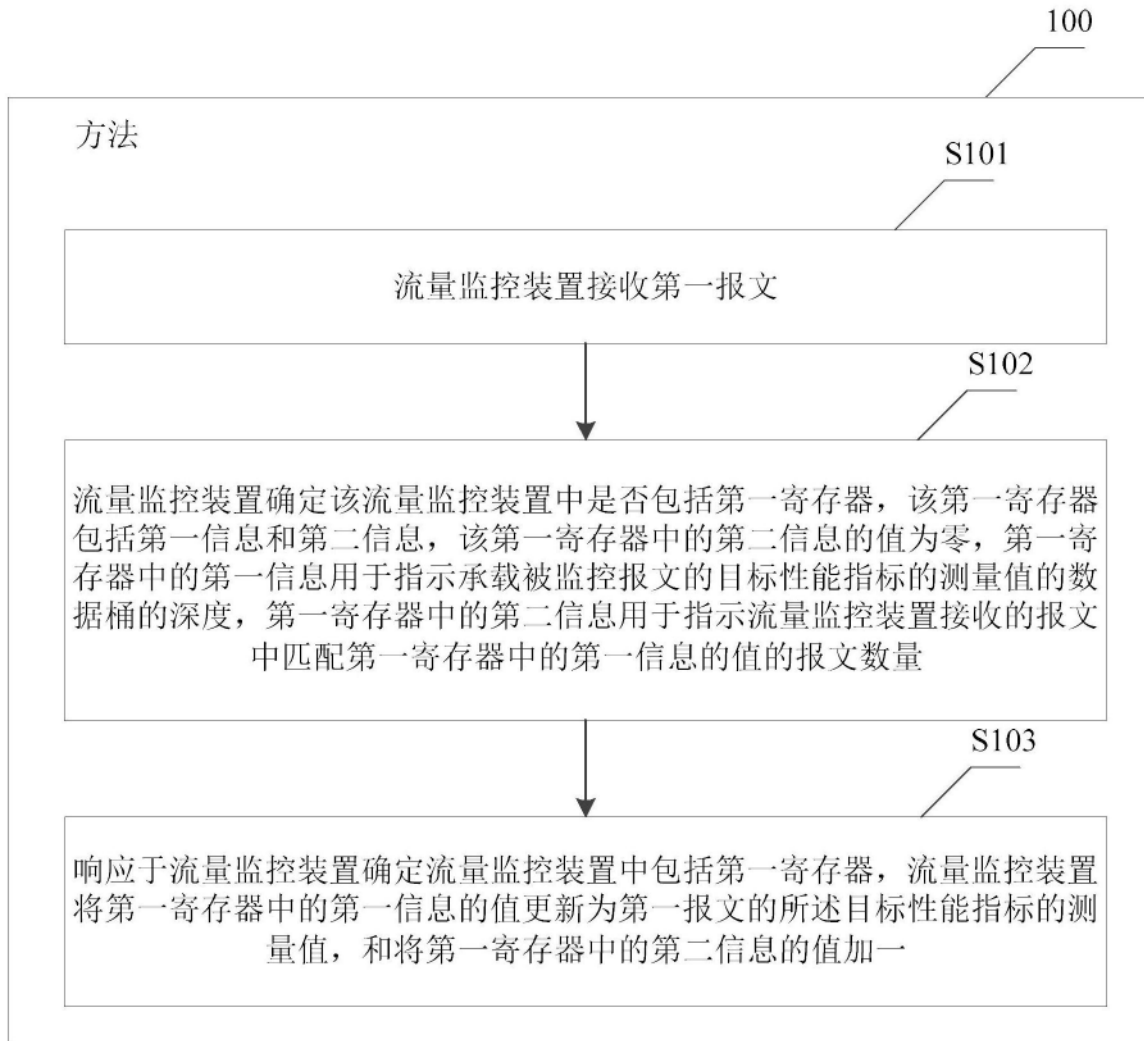 100
方法
S101
流量监控装置接收第一报文
S102
流量监控装置确定该流量监控装置中是否包括第一寄存器，该第一寄存器
包括第一信息和第二信息，该第一寄存器中的第二信息的值为零，第一寄
存器中的第一信息用于指示承载被监控报文的目标性能指标的测量值的数
据桶的深度，第一寄存器中的第二信息用于指示流量监控装置接收的报文
中匹配第一寄存器中的第一信息的值的报文数量
S103
响应于流量监控装置确定流量监控装置中包括第一寄存器，流量监控装置
将第一寄存器中的第一信息的值更新为第一报文的所述目标性能指标的测
量值，和将第一寄存器中的第二信息的值加一